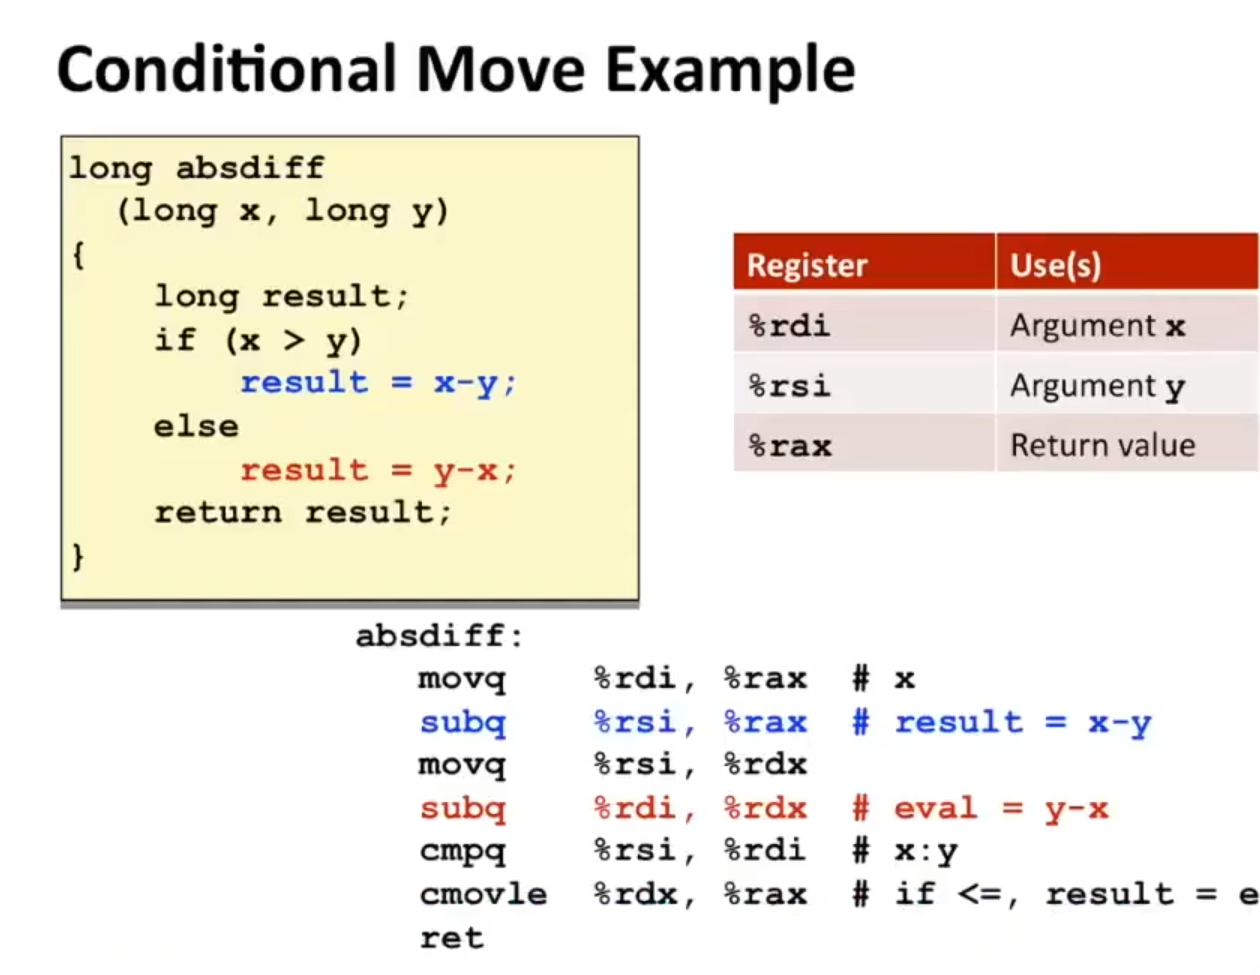 Conditional Move Example
long absdiff
(long x, long y)
{
long result;
if (x > y)
result = x-y;
else
result = y-x;
return result;
}
Register Use(s)
%rdi Argument x
%rsi Argument y
%rax Return value
absdiff:
movq %rdi, %rax # x
subq %rsi, %rax # result = x-y
movq %rsi, %rdx
subq %rdi, %rdx # eval = y-x
cmpq %rsi, %rdi # x:y
cmovle %rdx, %rax # if <=, result = e
ret